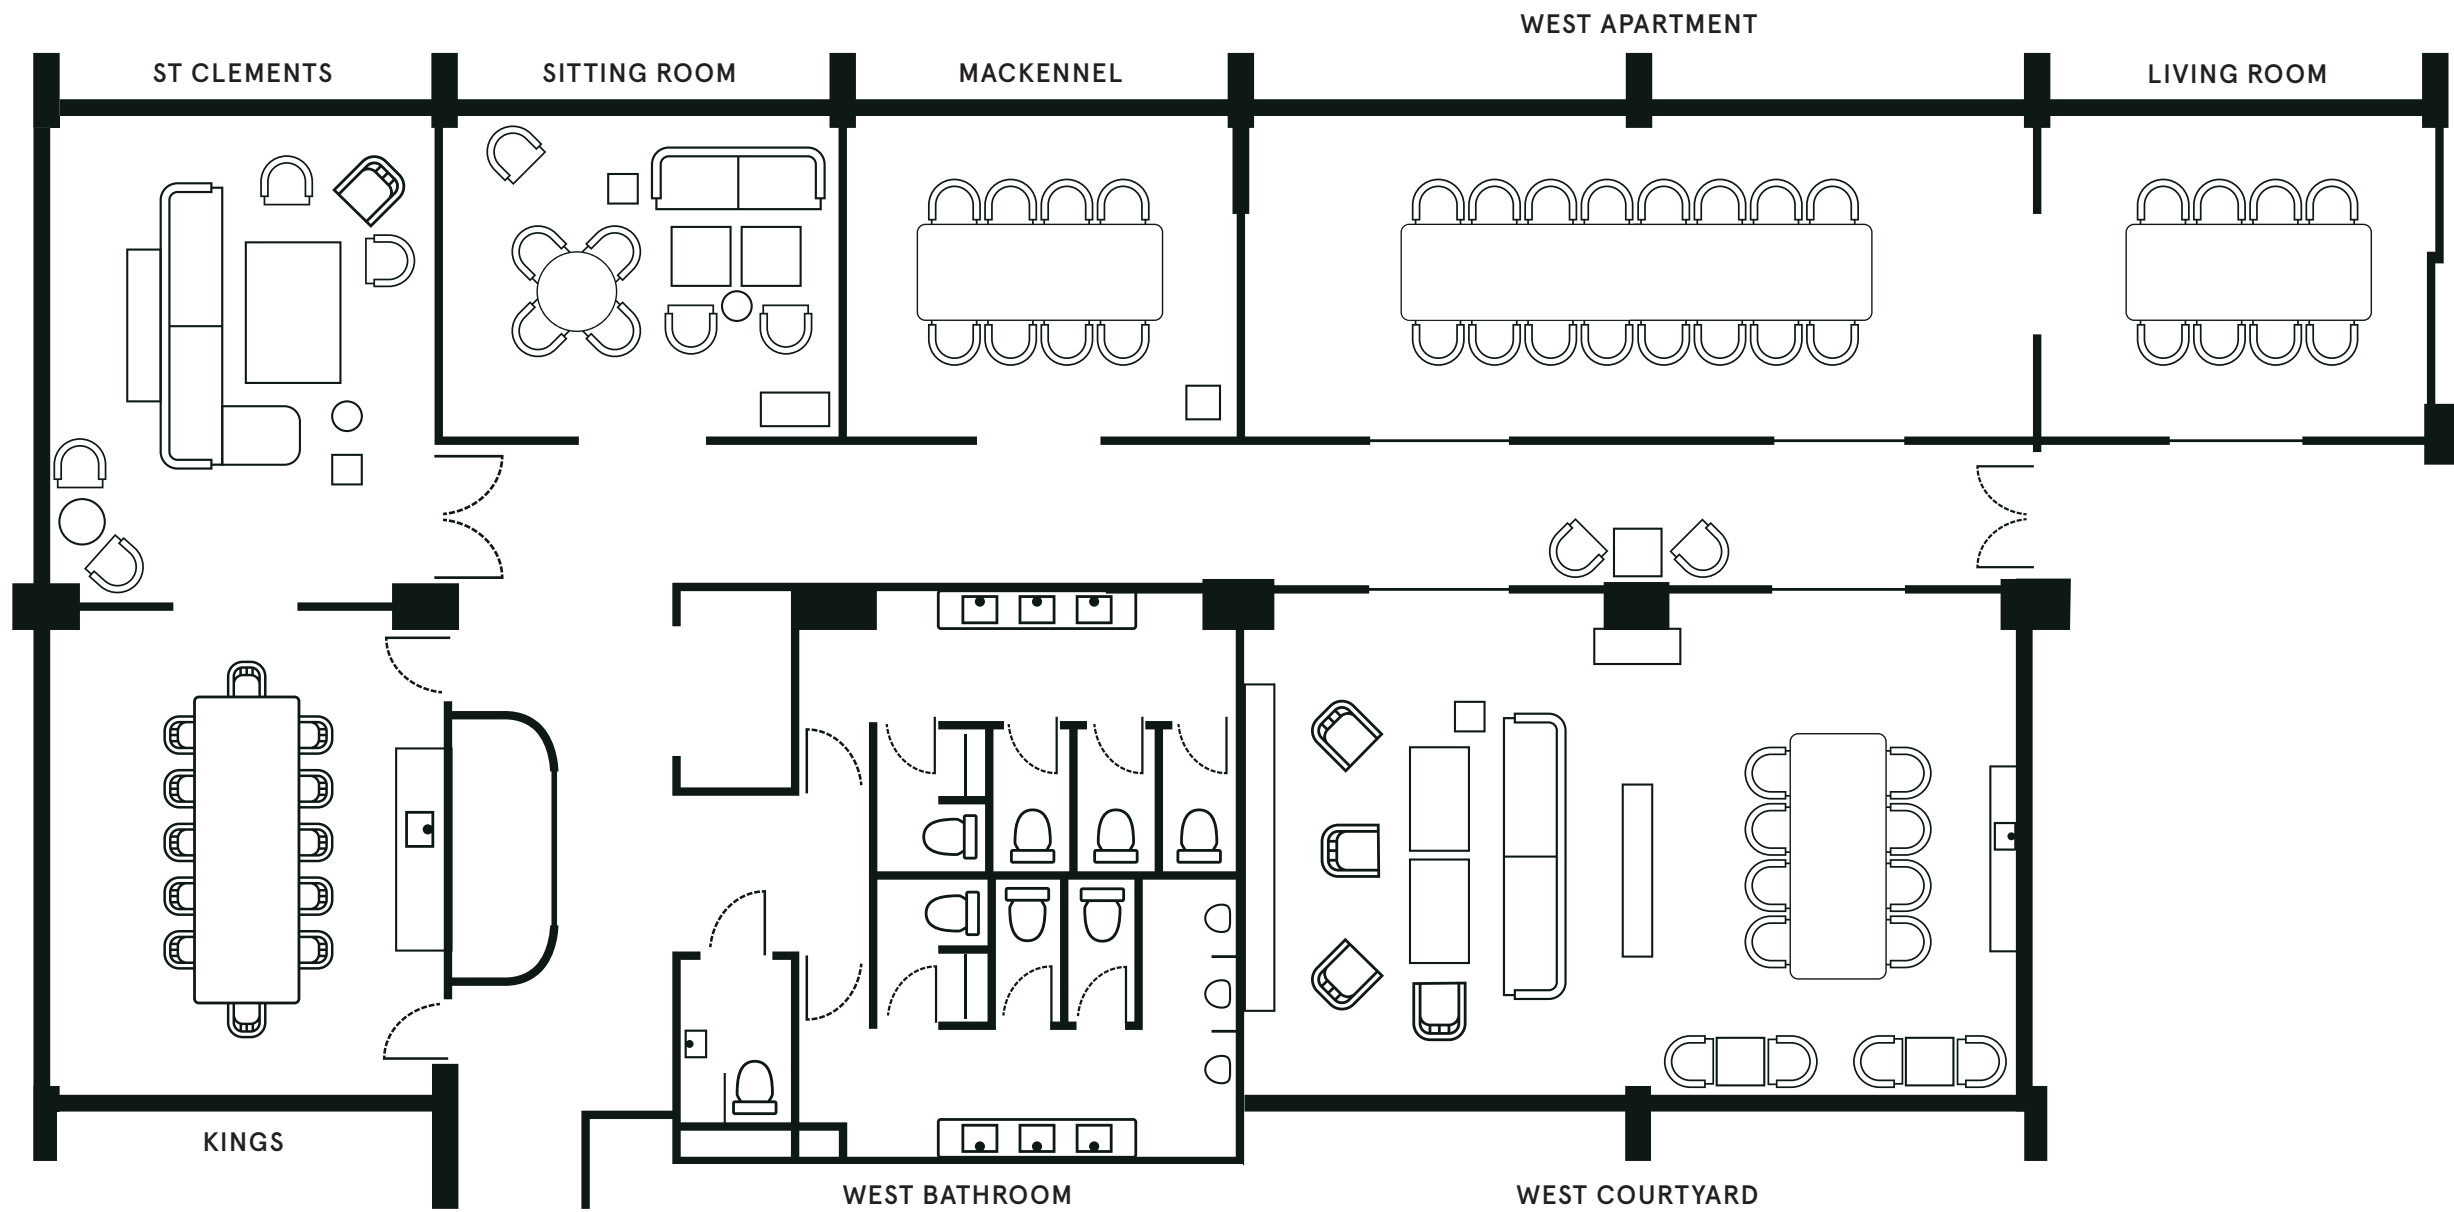 WEST APARTMENT
ST CLEMENTS
SITTING ROOM
MACKENNEL
LIVING ROOM
KINGS
WEST BATHROOM
WEST COURTYARD